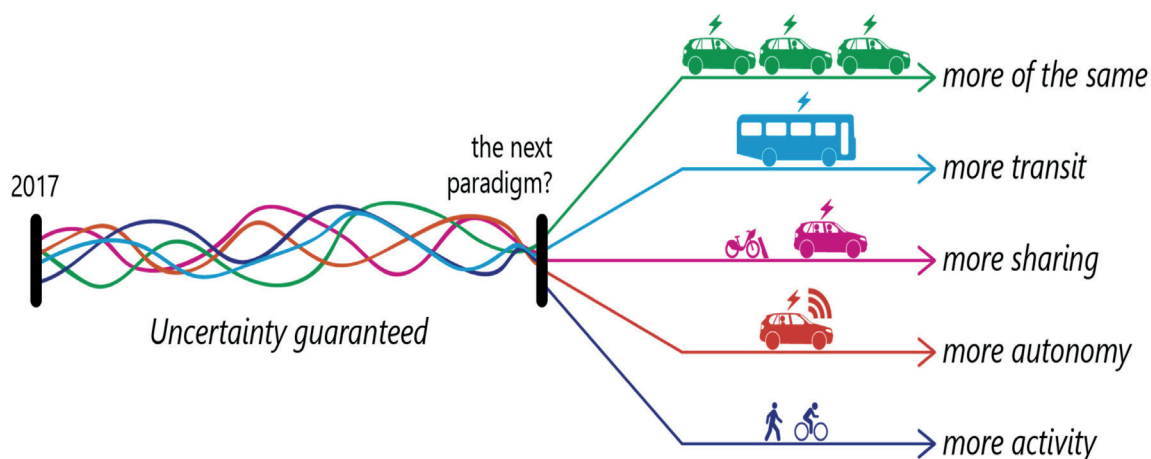 2017
Uncertainty guaranteed
the next
paradigm?
more of the same
more transit
more sharing
more autonomy
more activity